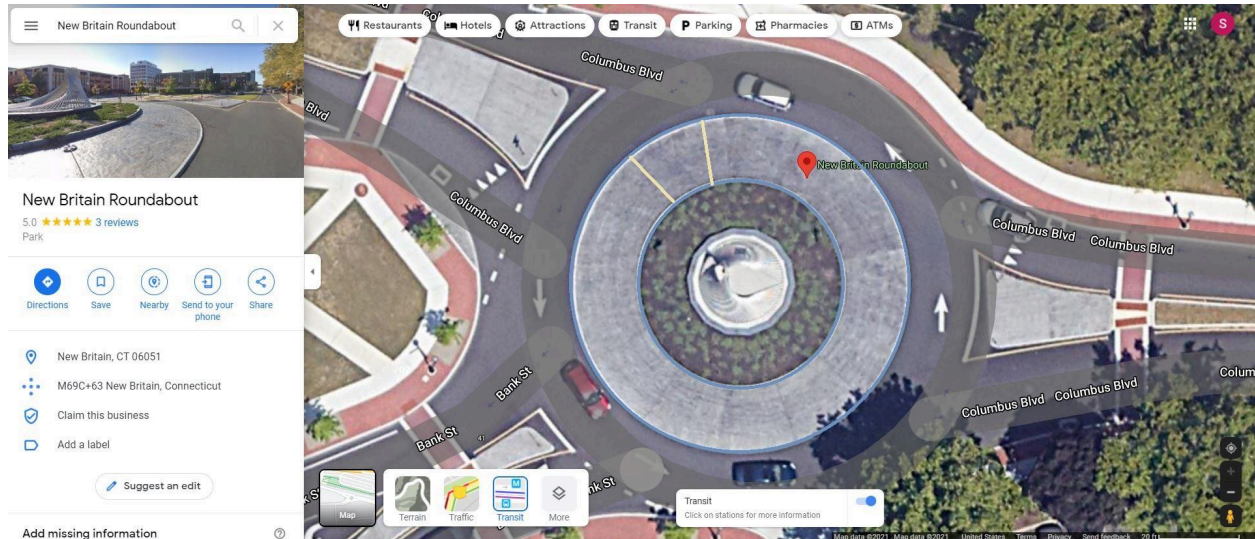 New Britain Roundabout
Restaurants
Hotels
Attractions
Transit
Parking
Pharmacies
ATMs
S
New Britain Roundabout
5.0 3 reviews
Park
Directions
Save
Nearby
Send to your
phone
Share
New Britain, CT 06051
M69C+63 New Britain, Connecticut
Claim this business
Add a label
Suggest an edit
Add missing information
Columbus Blvd
Blvd
Columbus Blvd
New Britain Roundabout
Columbus Blvd Columbus Blvd
Bank St
Bank St
41
Columbus Blvd Columbus Blvd
Colum
Map
Terrain
Traffic
Transit
More
Transit
Click on stations for more information
Map data ©2021 Map data ©2021 United States Terms Privacy Send feedback 20 ft